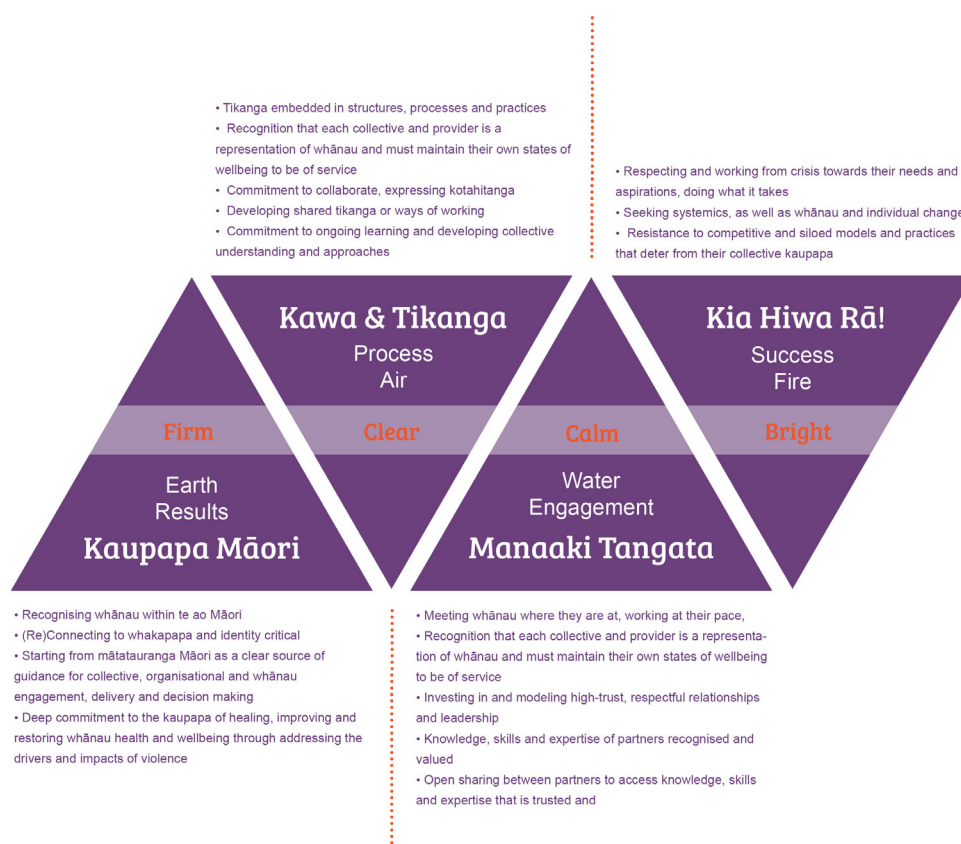 • Tikanga embedded in structures, processes and practices
• Recognition that each collective and provider is a
representation of whānau and must maintain their own states of
wellbeing to be of service
• Commitment to collaborate, expressing kotahitanga
• Developing shared tikanga or ways of working
• Commitment to ongoing learning and developing collective
understanding and approaches
• Respecting and working from crisis towards their needs and
aspirations, doing what it takes
• Seeking systemics, as well as whānau and individual change
• Resistance to competitive and siloed models and practices
that deter from their collective kaupapa
Firm
Earth
Results
Kaupapa Māori
Kawa & Tikanga
Process
Air
Clear
Calm
Water
Engagement
Manaaki Tangata
Kia Hiwa Rā!
Success
Fire
Bright
• Recognising whānau within te ao Māori
• (Re)Connecting to whakapapa and identity critical
• Starting from mātatauranga Māori as a clear source of
guidance for collective, organisational and whānau
engagement, delivery and decision making
• Deep commitment to the kaupapa of healing, improving and
restoring whānau health and wellbeing through addressing the
drivers and impacts of violence
• Meeting whānau where they are at, working at their pace,
• Recognition that each collective and provider is a representa-
tion of whānau and must maintain their own states of wellbeing
to be of service
• Investing in and modeling high-trust, respectful relationships
and leadership
• Knowledge, skills and expertise of partners recognised and
valued
• Open sharing between partners to access knowledge, skills
and expertise that is trusted and